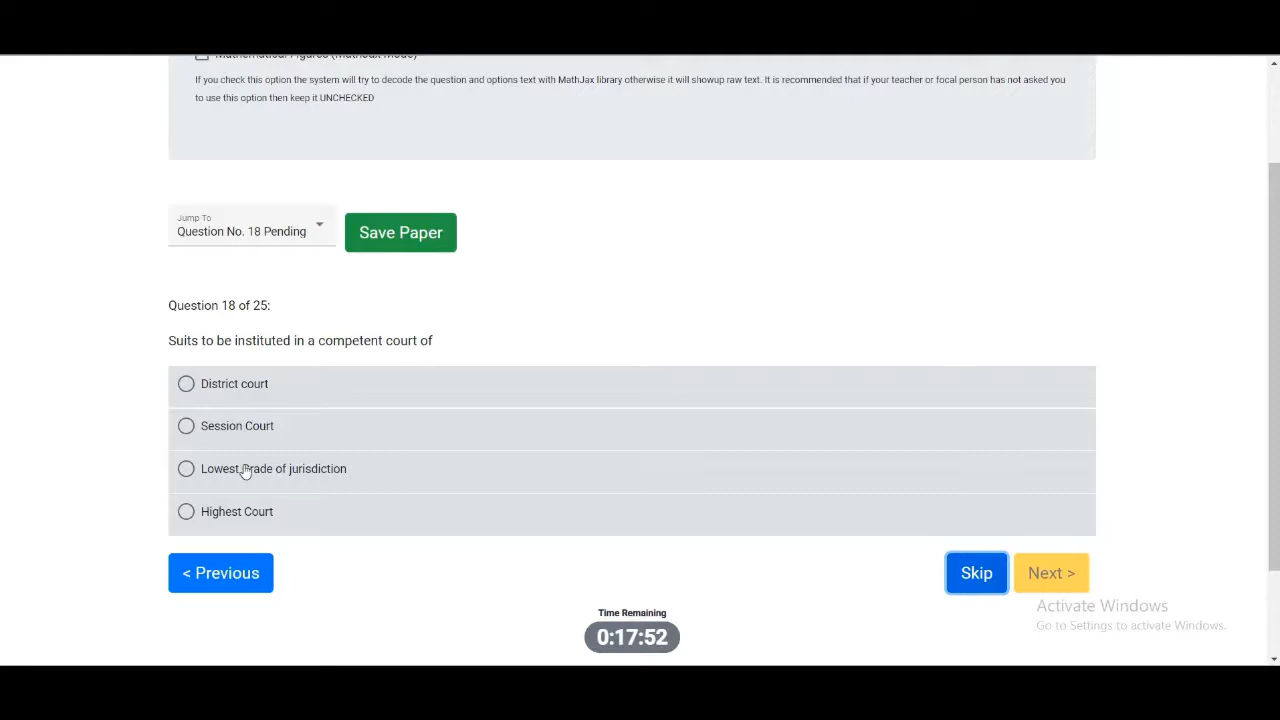 Mathematical Figures (MathJax Mode)
If you check this option the system will try to decode the question and options text with MathJax library otherwise it will showup raw text. It is recommended that if your teacher or focal person has not asked you
to use this option then keep it UNCHECKED
Jump To
Question No. 18 Pending
Save Paper
Question 18 of 25:
Suits to be instituted in a competent court of
District court
Session Court
Lowest Grade of jurisdiction
Highest Court
< Previous
Skip
Next >
Time Remaining
0:17:52
Activate Windows
Go to Settings to activate Windows.